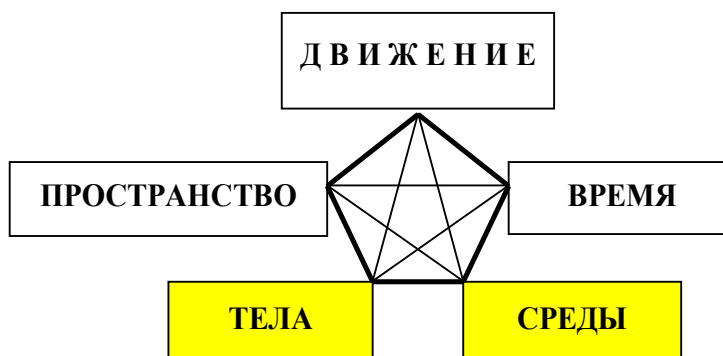 Д В И Ж Е Н И Е
ПРОСТРАНСТВО
ВРЕМЯ
ТЕЛА
СРЕДЫ